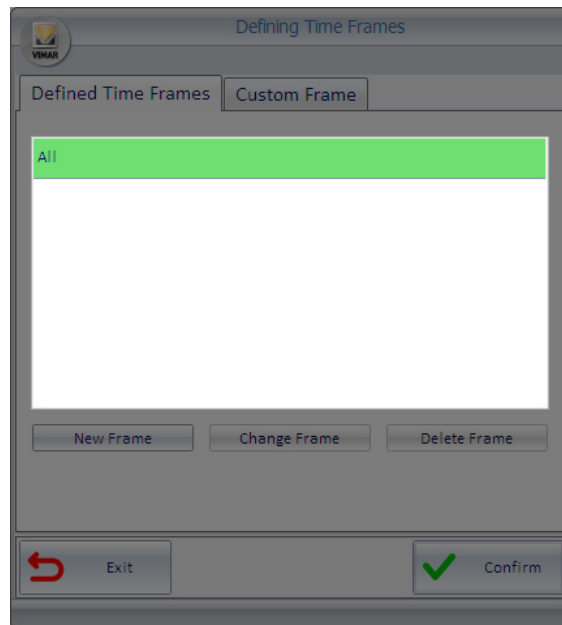 Defining Time Frames
VIMAR
Defined Time Frames
Custom Frame
All
New Frame
Change Frame
Delete Frame
Exit
Confirm